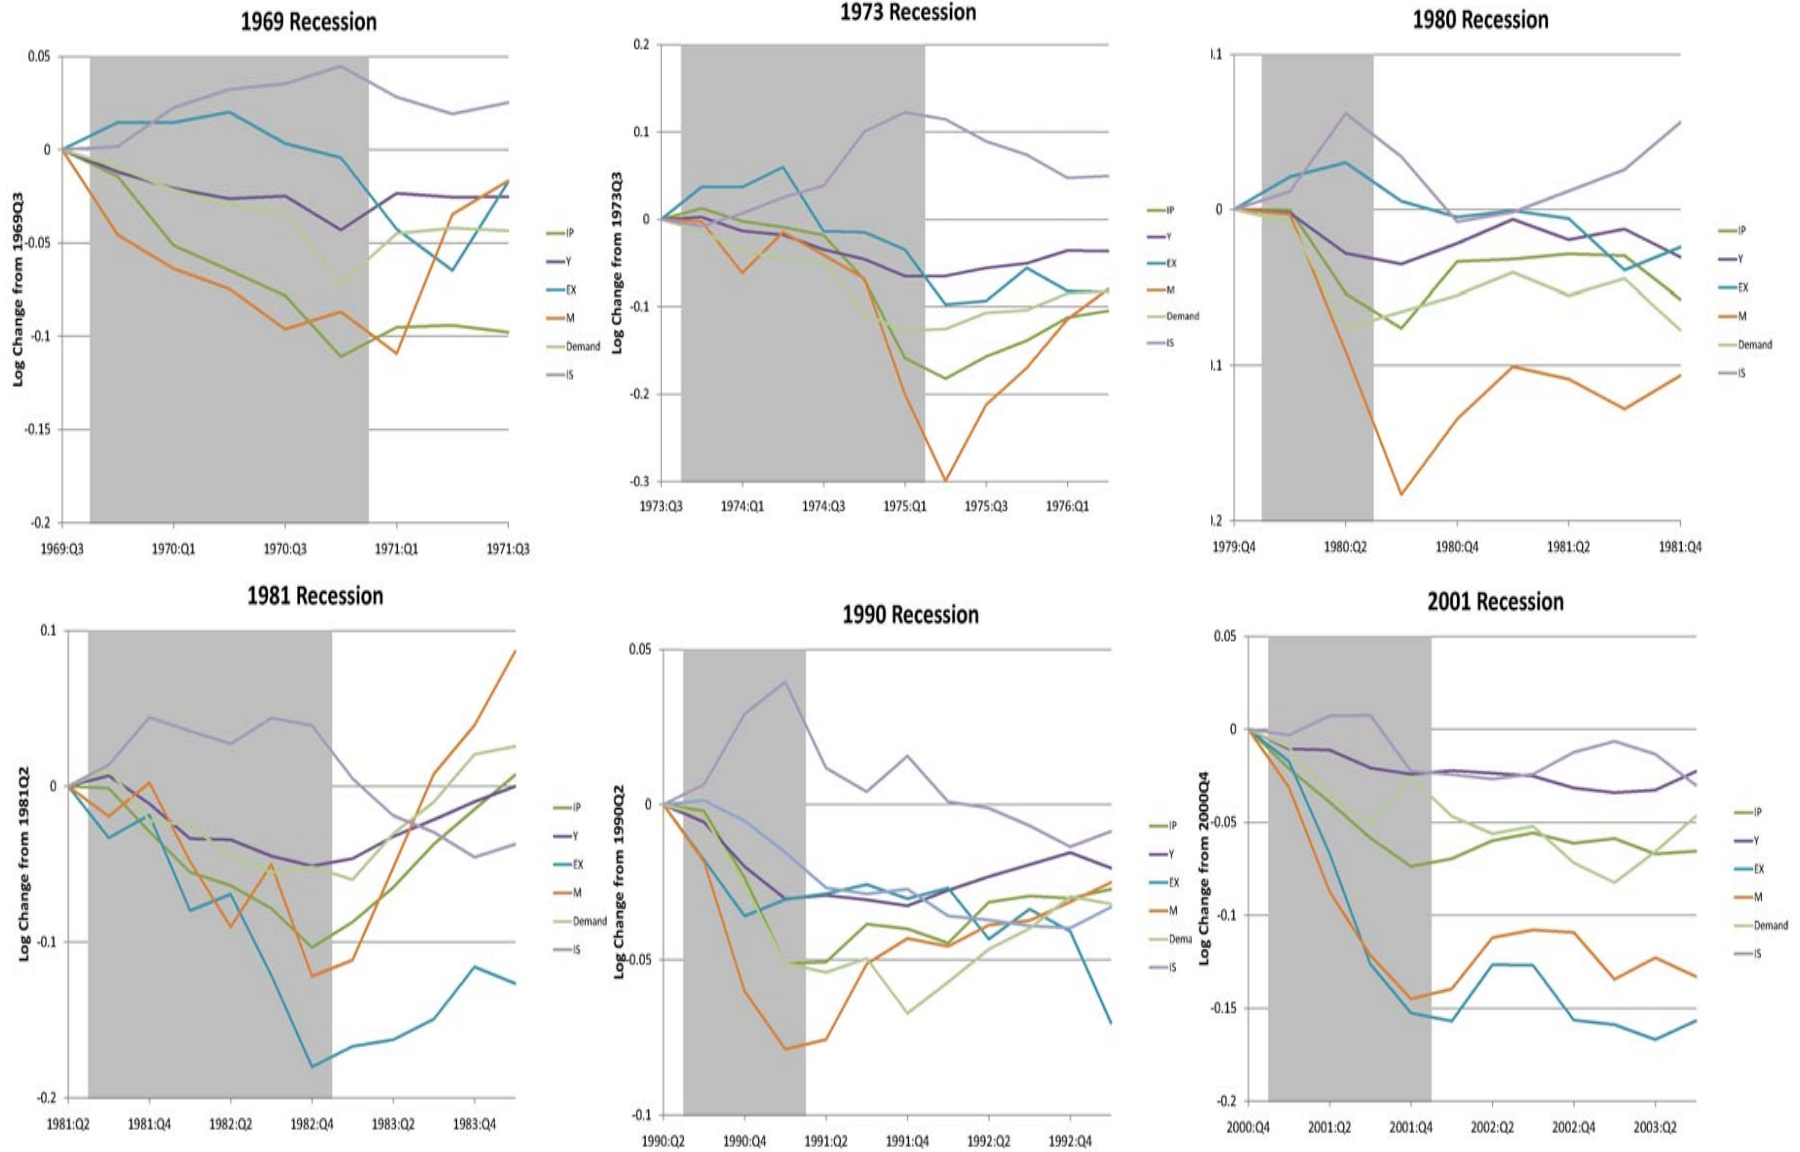 1969 Recession
0.05
0
-0.05
-0.1
-0.15
-0.2
Log Change from 1969Q3
1969:Q3 1970:Q1 1970:Q3 1971:Q1 1971:Q3
IP
Y
EX
M
Demand
IS
1973 Recession
0.2
0.1
0
-0.1
-0.2
-0.3
Log Change from 1973Q3
1973:Q3 1974:Q1 1974:Q3 1975:Q1 1975:Q3 1976:Q1
IP
Y
EX
M
Demand
IS
1980 Recession
.1
0
.1
.2
1979:Q4 1980:Q2 1980:Q4 1981:Q2 1981:Q4
IP
Y
EX
M
Demand
IS
1981 Recession
0.1
0
-0.1
-0.2
Log Change from 1981Q2
1981:Q2 1981:Q4 1982:Q2 1982:Q4 1983:Q2 1983:Q4
IP
Y
EX
M
Demand
IS
1990 Recession
0.05
0
-0.05
-0.1
Log Change from 1990Q2
1990:Q2 1990:Q4 1991:Q2 1991:Q4 1992:Q2 1992:Q4
IP
Y
EX
M
Dema
IS
2001 Recession
0.05
0
-0.05
-0.1
-0.15
-0.2
Log Change from 2000Q4
2000:Q4 2001:Q2 2001:Q4 2002:Q2 2002:Q4 2003:Q2
IP
Y
EX
M
Demand
IS